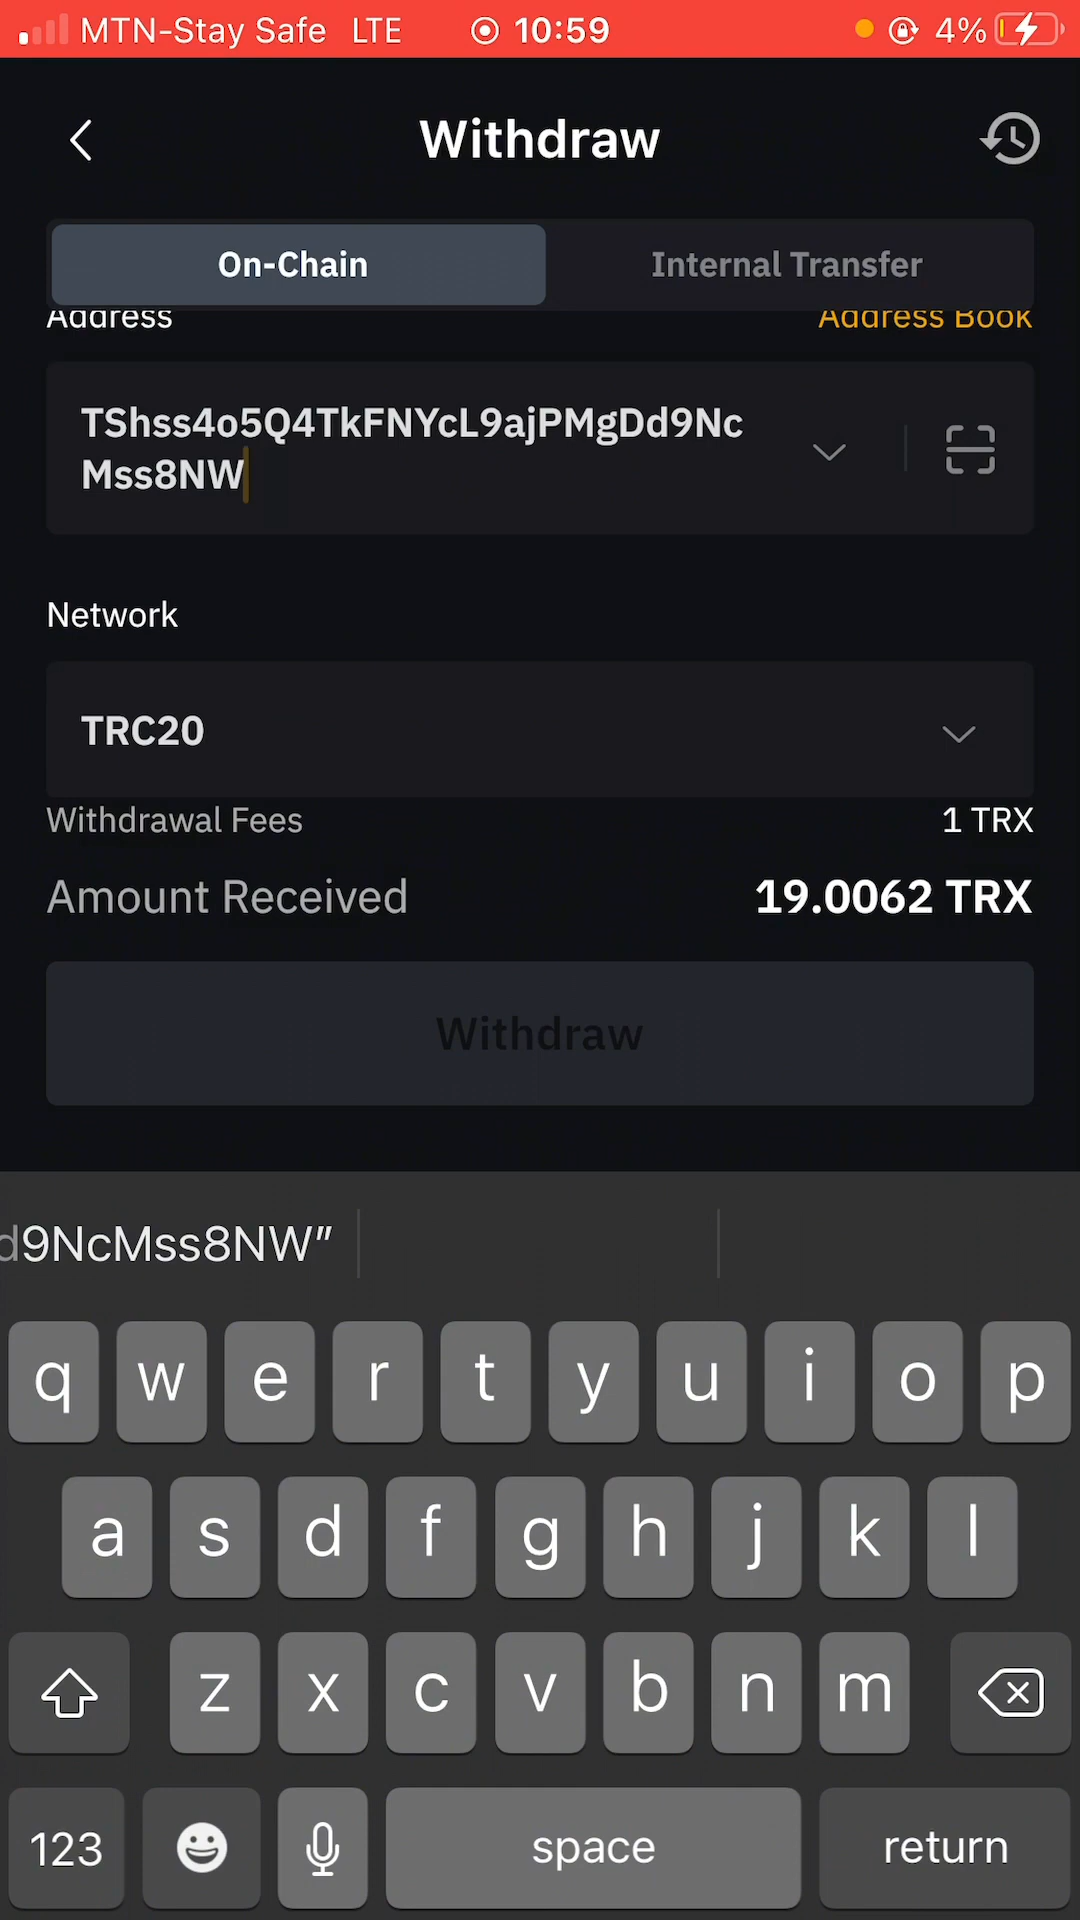 MTN-Stay Safe LTE 10:59 4%
Withdraw
On-Chain Internal Transfer
Address Address Book
TShss4o5Q4TkFNYcL9ajPMgDd9Nc
Mss8NW
Network
TRC20
Withdrawal Fees 1 TRX
Amount Received 19.0062 TRX
Withdraw
d9NcMss8NW"
q w e r t y u i o p
a s d f g h j k l
z x c v b n m
123 space return